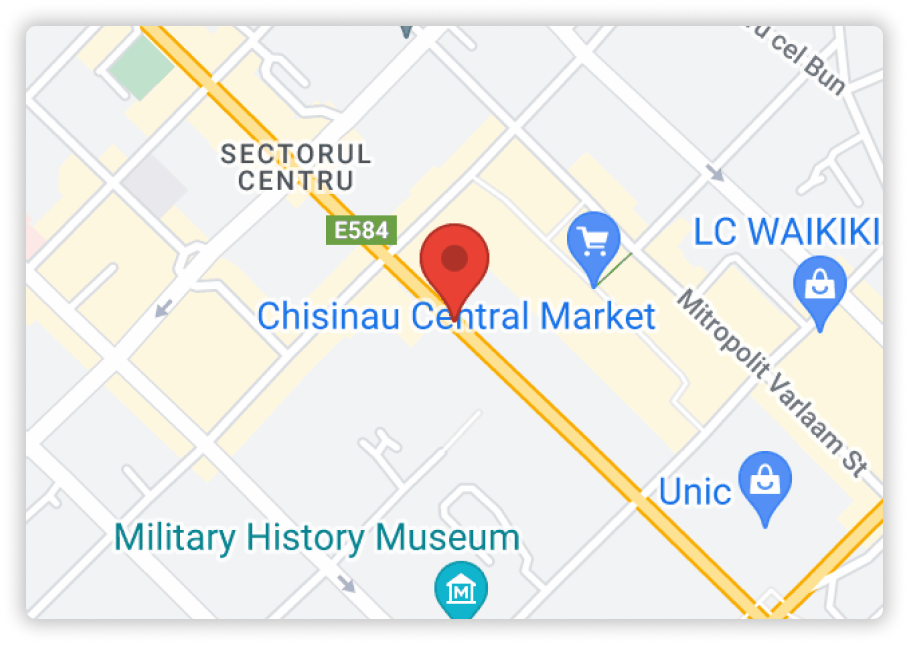 u cel Bun
SECTORUL
CENTRU
E584
LC WAIKIKI
Chisinau Central Market
Mitropolit Varlaam St
Unic
Military History Museum
M